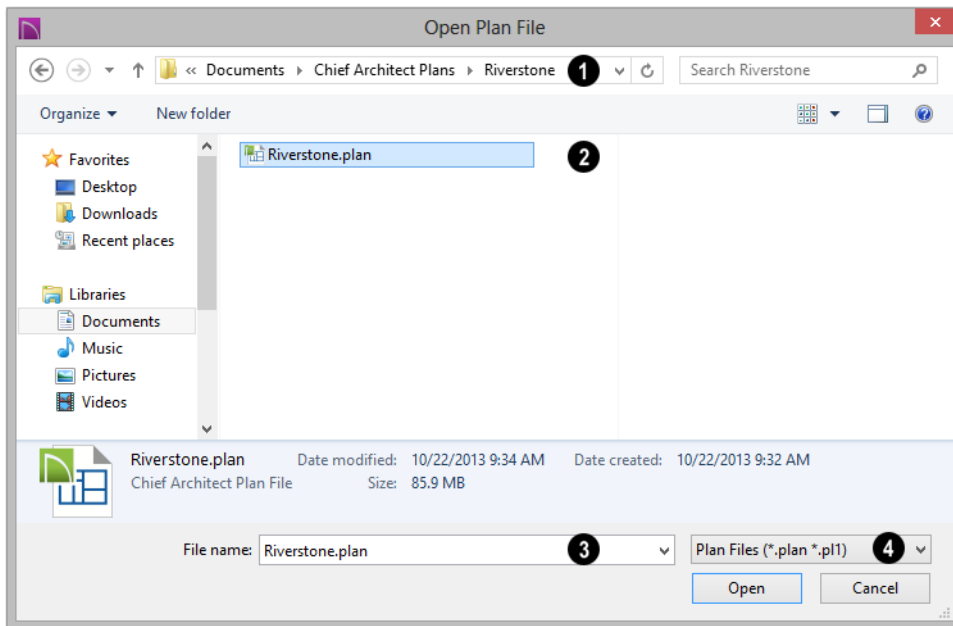 Open Plan File
« Documents Chief Architect Plans Riverstone 1 Search Riverstone
Organize New folder
Favorites
Desktop
Downloads
Recent places
Libraries
Documents
Music
Pictures
Videos
Riverstone.plan 2
Riverstone.plan Date modified: 10/22/2013 9:34 AM Date created: 10/22/2013 9:32 AM
Chief Architect Plan File Size: 85.9 MB
File name: Riverstone.plan 3 Plan Files (*.plan *.pl1) 4
Open Cancel